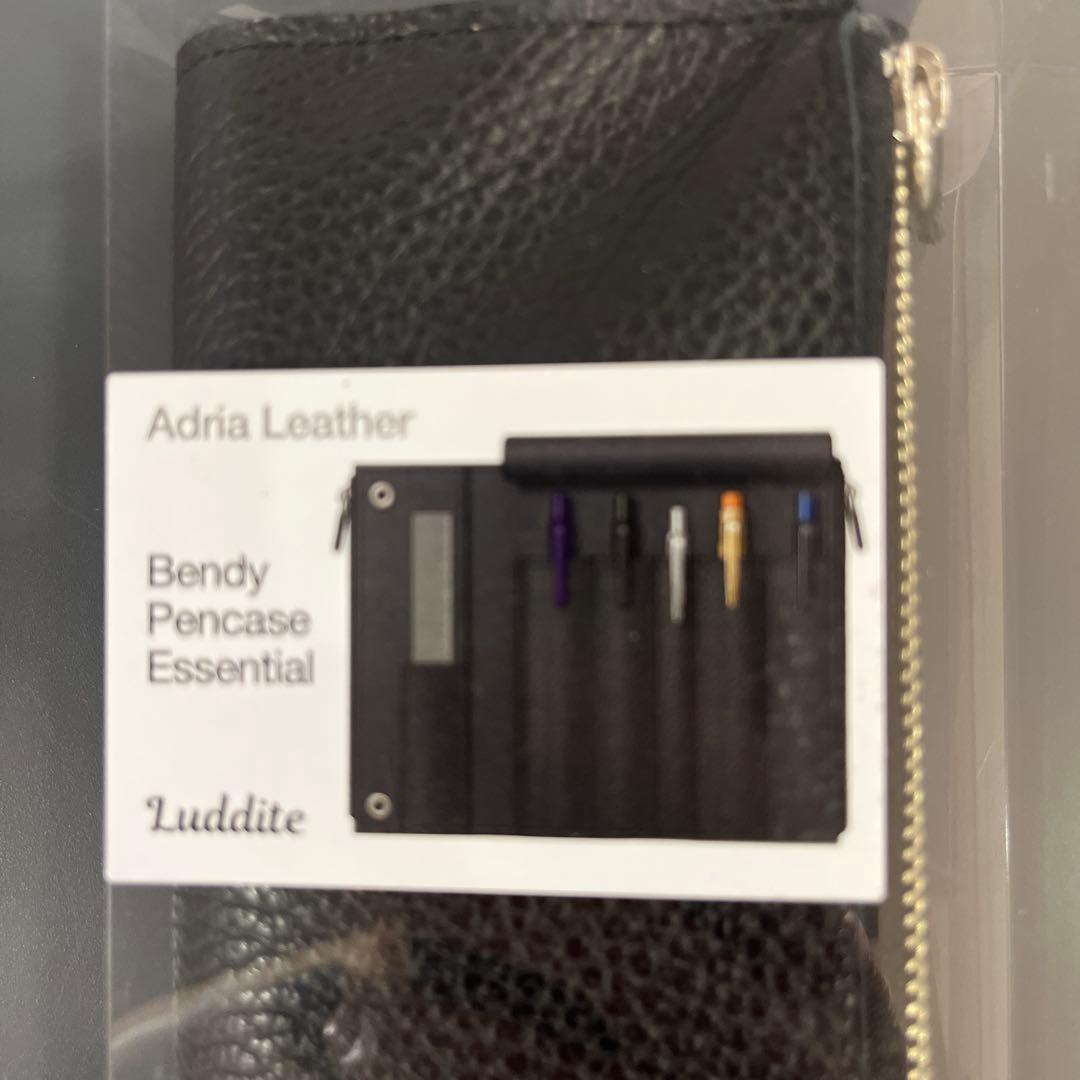 Adria Leather
Bendy
Pencase
Essential
Luddite